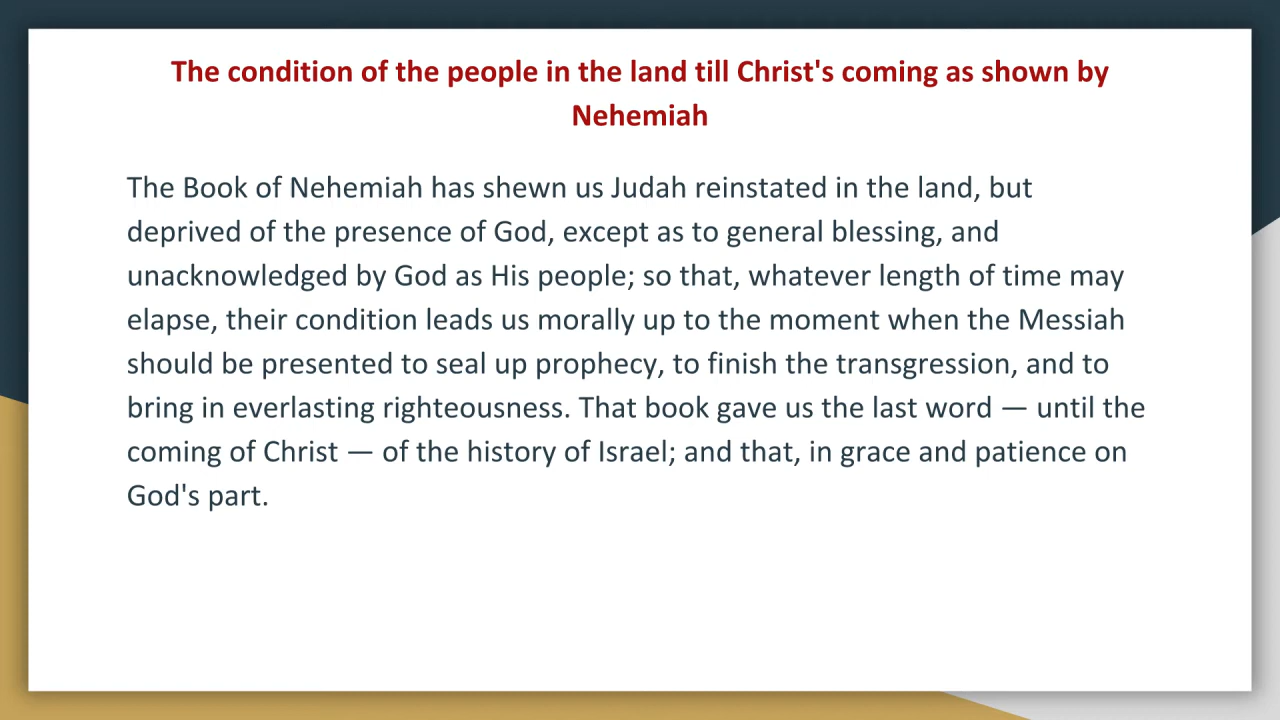 The condition of the people in the land till Christ's coming as shown by
Nehemiah
The Book of Nehemiah has shewn us Judah reinstated in the land, but
deprived of the presence of God, except as to general blessing, and
unacknowledged by God as His people; so that, whatever length of time may
elapse, their condition leads us morally up to the moment when the Messiah
should be presented to seal up prophecy, to finish the transgression, and to
bring in everlasting righteousness. That book gave us the last word — until the
coming of Christ — of the history of Israel; and that, in grace and patience on
God's part.